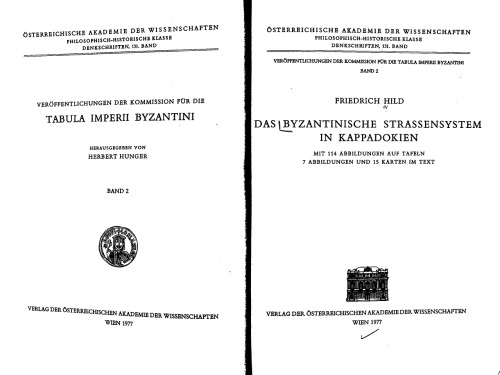 ÖSTERREICHISCHE AKADEMIE DER WISSENSCHAFTEN
PHILOSOPHISCH-HISTORISCHE KLASSE
DENKSCHRIFTEN, 131. BAND
VERÖFFENTLICHUNGEN DER KOMMISSION FÜR DIE
TABULA IMPERII BYZANTINI
HERAUSGEGEBEN VON
HERBERT HUNGER
BAND 2
VERLAG DER ÖSTERREICHISCHEN AKADEMIE DER WISSENSCHAFTEN
WIEN 1977
ÖSTERREICHISCHE AKADEMIE DER WISSENSCHAFTEN
PHILOSOPHISCH-HISTORISCHE KLASSE
DENKSCHRIFTEN, 131. BAND
VERÖFFENTLICHUNGEN DER KOMMISSION FÜR DIE TABULA IMPERII BYZANTINI
BAND 2
FRIEDRICH HILD
DAS BYZANTINISCHE STRASSENSYSTEM
IN KAPPADOKIEN
MIT 114 ABBILDUNGEN AUF TAFELN
7 ABBILDUNGEN UND 15 KARTEN IM TEXT
VERLAG DER ÖSTERREICHISCHEN AKADEMIE DER WISSENSCHAFTEN
WIEN 1977